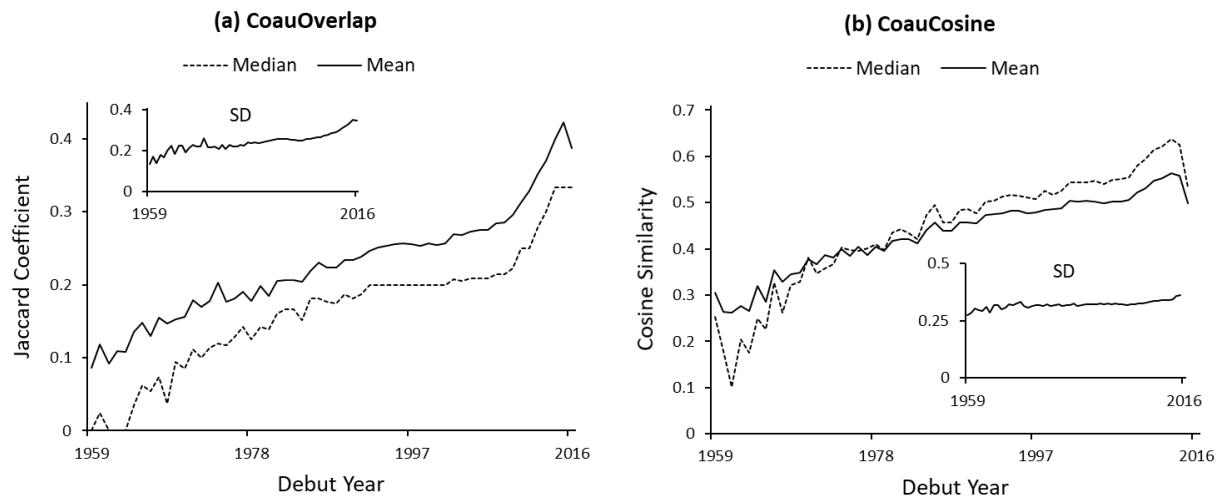 (a) CoauOverlap
Median
Mean
Jaccard Coefficient
0.4
0.3
0.2
0.1
0
1959
1978
1997
2016
Debut Year
SD
0.4
0.2
0
1959
2016
(b) CoauCosine
Median
Mean
Cosine Similarity
0.7
0.6
0.5
0.4
0.3
0.2
0.1
0
1959
1978
1997
2016
Debut Year
SD
0.5
0.25
0
1959
2016